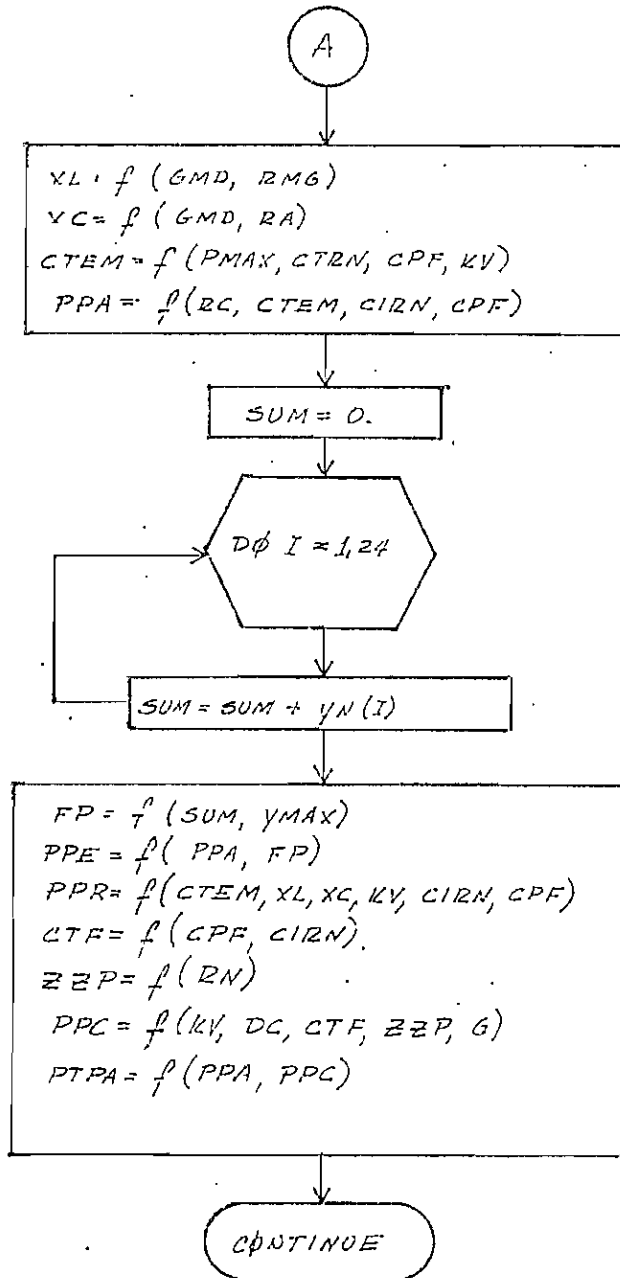 A
XL = f (GMD, RMG)
XC = f (GMD, RA)
CTEM = f (PMAX, CTRN, CPF, KV)
PPA = f (RC, CTEM, CIRN, CPF)
SUM = 0.
DØ I = 1,24
SUM = SUM + YN (I)
FP = f (SUM, YMAX)
PPE = f ( PPA, FP)
PPR = f (CTEM, XL, XC, KV, CIRN, CPF)
CTF = f (CPF, CIRN).
ZZP = f (RN)
PPC = f (KV, DC, CTF, ZZP, G)
PTPA = f (PPA, PPC)
CØNTINUE